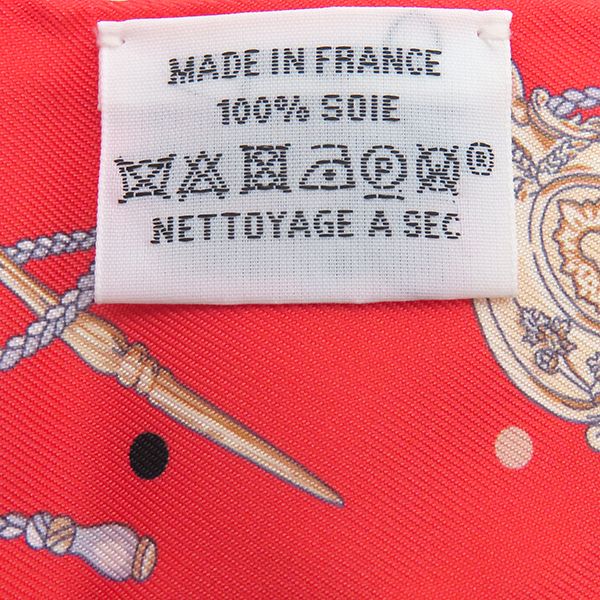 MADE IN FRANCE
100% SOIE
P ®
NETTOYAGE A SEC